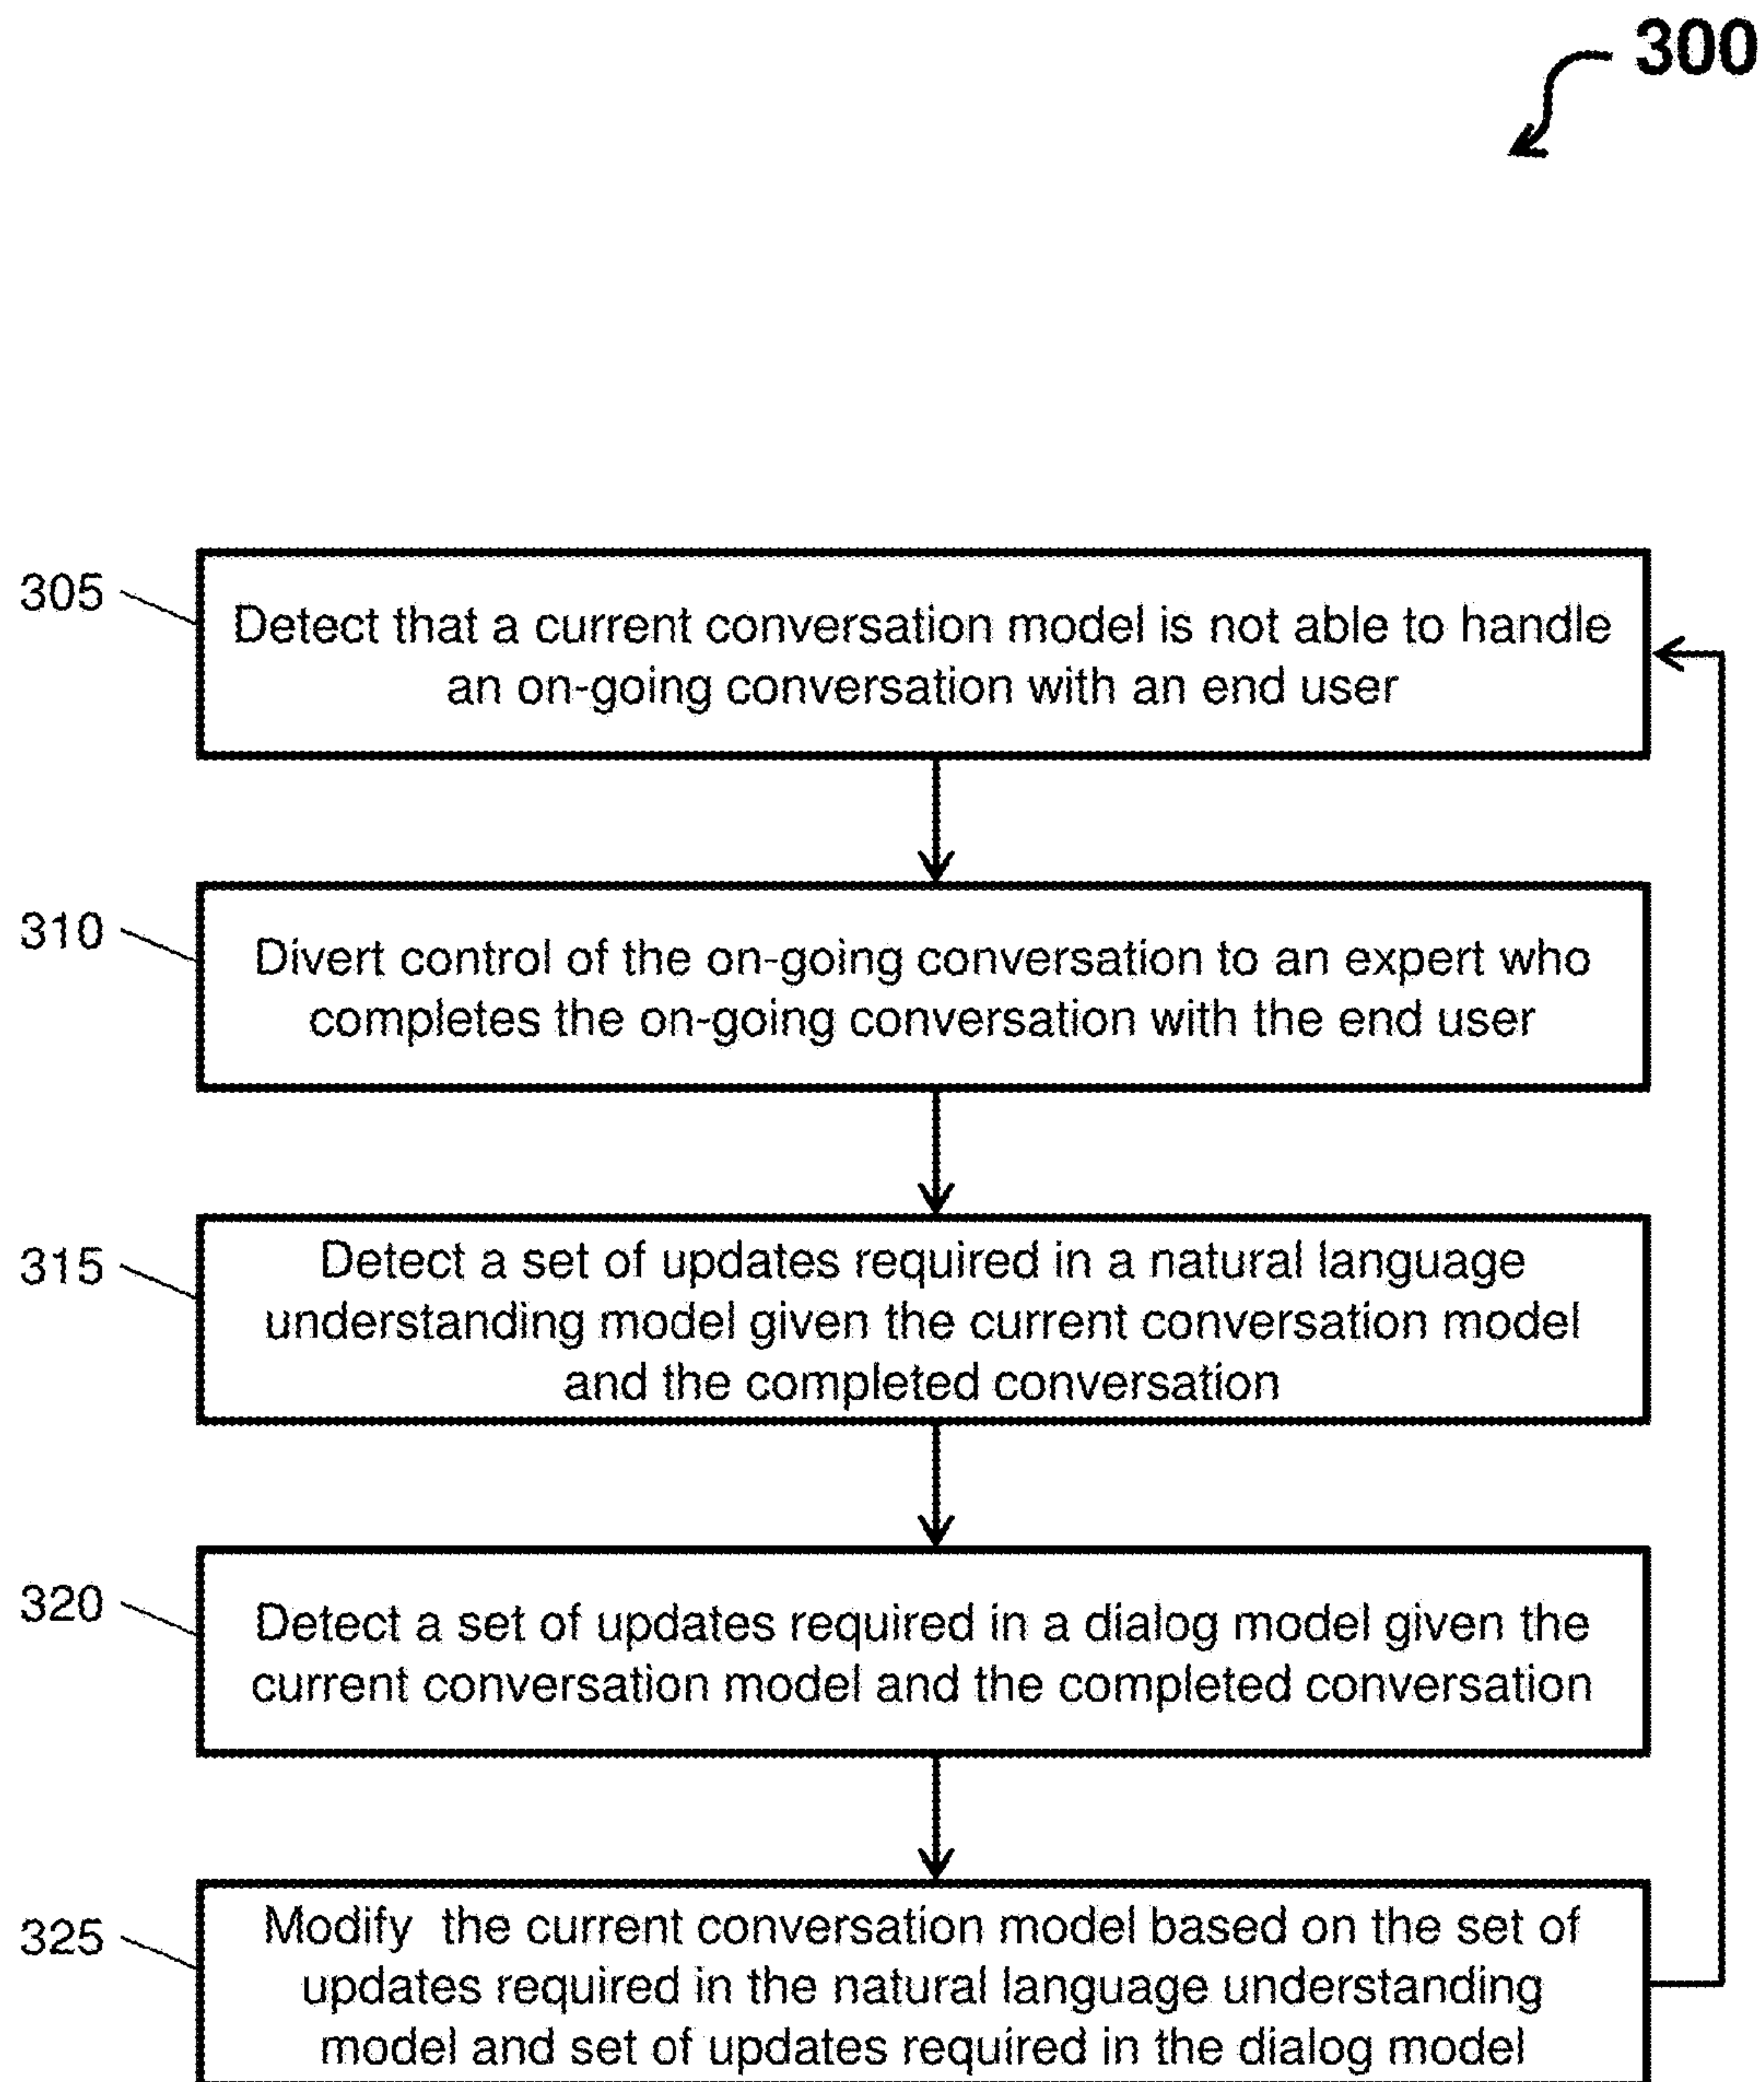 300
305
Detect that a current conversation model is not able to handle
an on-going conversation with an end user
310
Divert control of the on-going conversation to an expert who
completes the on-going conversation with the end user
315
Detect a set of updates required in a natural language
understanding model given the current conversation model
and the completed conversation
320
Detect a set of updates required in a dialog model given the
current conversation model and the completed conversation
325
Modify the current conversation model based on the set of
updates required in the natural language understanding
model and set of updates required in the dialog model